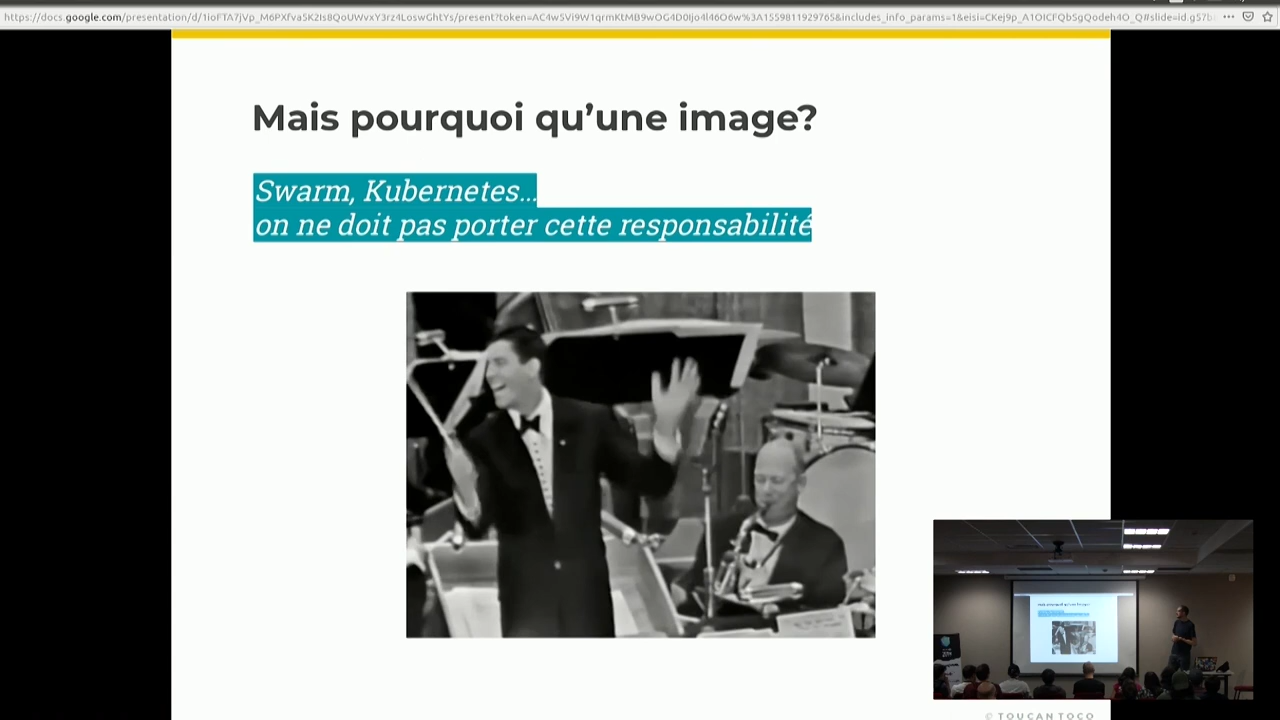 Mais pourquoi qu’une image?
Swarm, Kubernetes...
on ne doit pas porter cette responsabilité
© TOUCAN TOCO